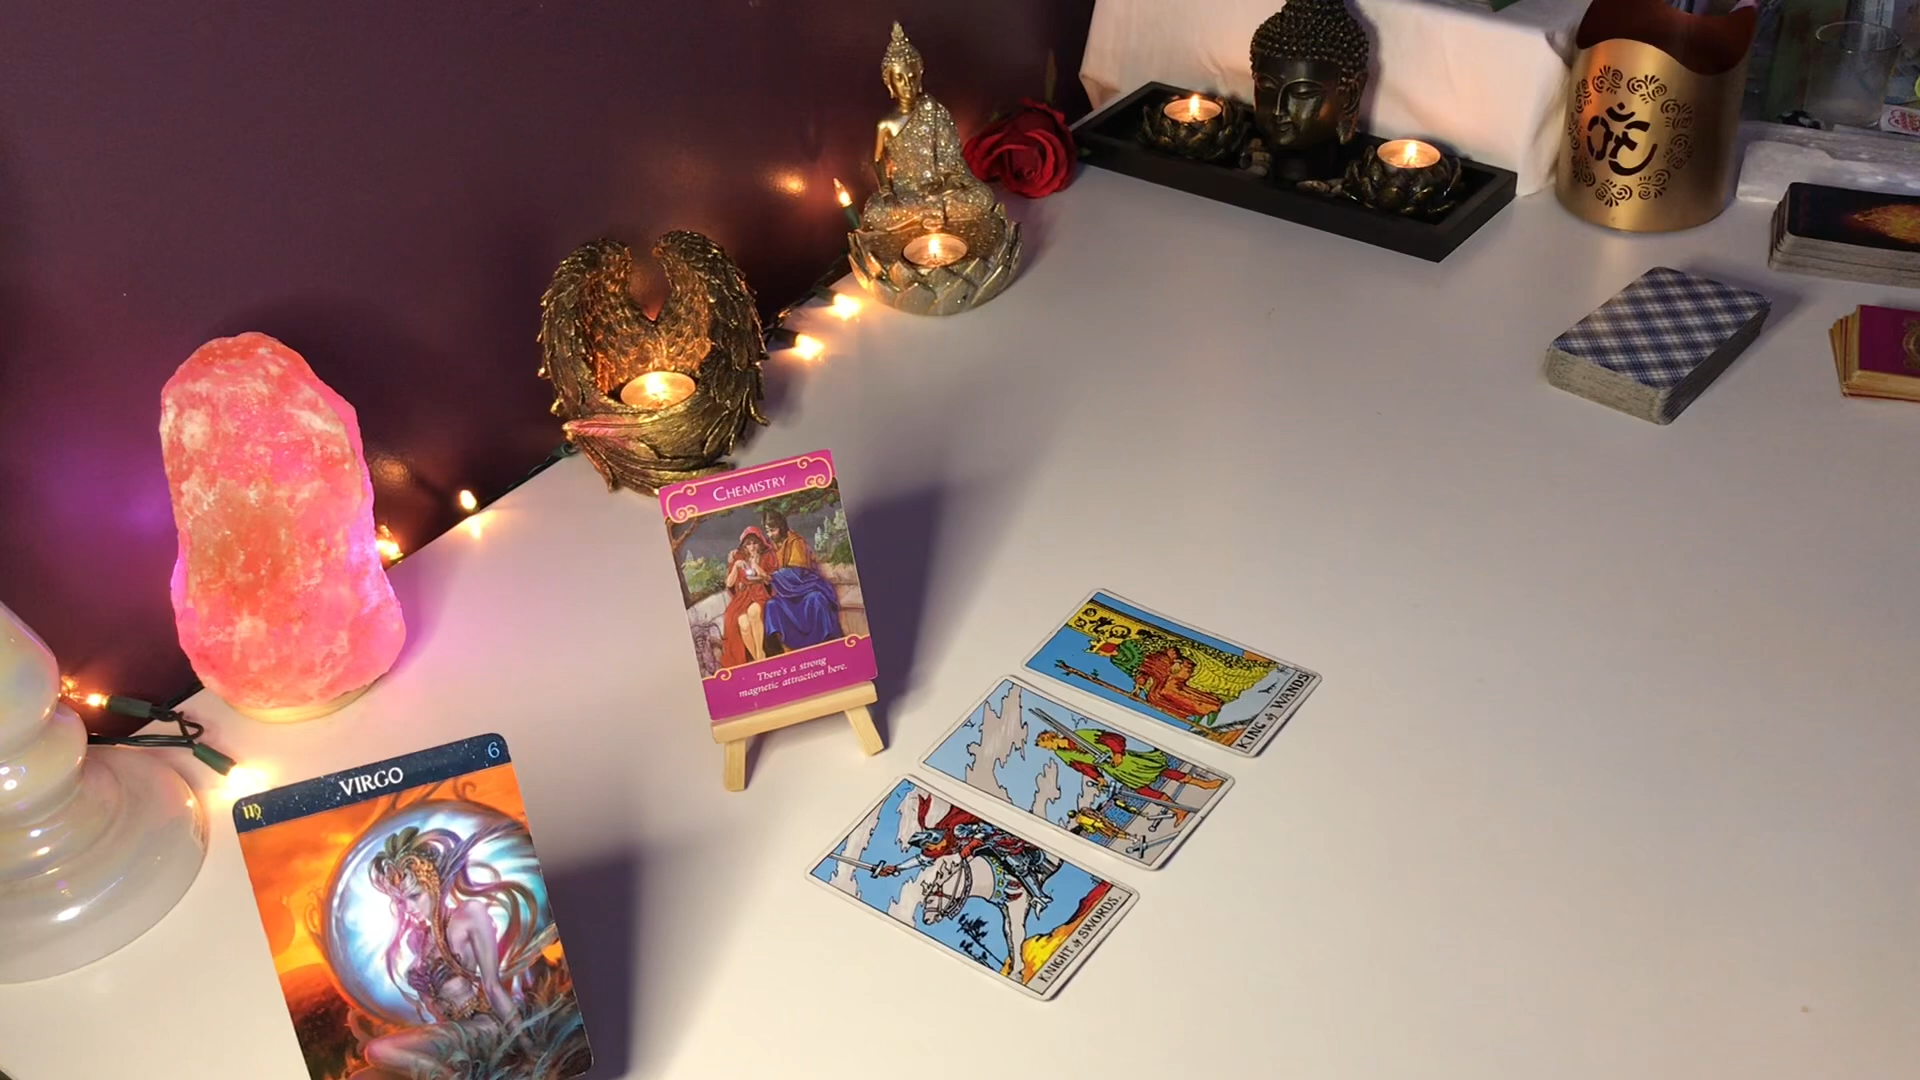 CHEMISTRY
There's a strong
magnetic attraction here.
6
VIRGO
♍
KING of WANDS
V
KNIGHT of SWORDS.